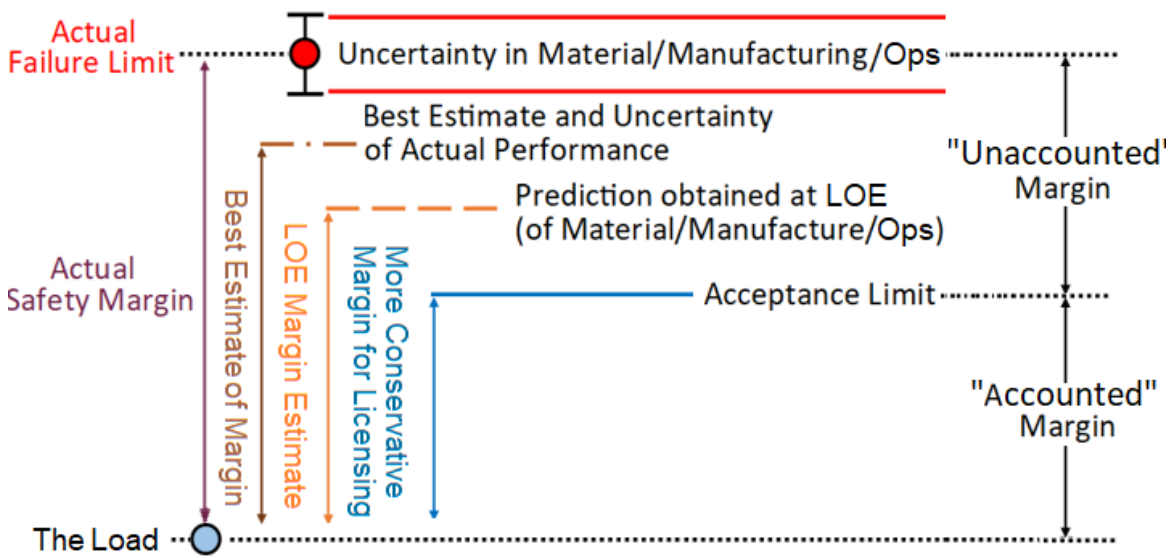 Actual
Failure Limit
Uncertainty in Material/Manufacturing/Ops
Best Estimate and Uncertainty
of Actual Performance
"Unaccounted"
Margin
Prediction obtained at LOE
(of Material/Manufacture/Ops)
Actual
Safety Margin
Best Estimate of Margin
LOE Margin Estimate
More Conservative
Margin for Licensing
Acceptance Limit
"Accounted"
Margin
The Load